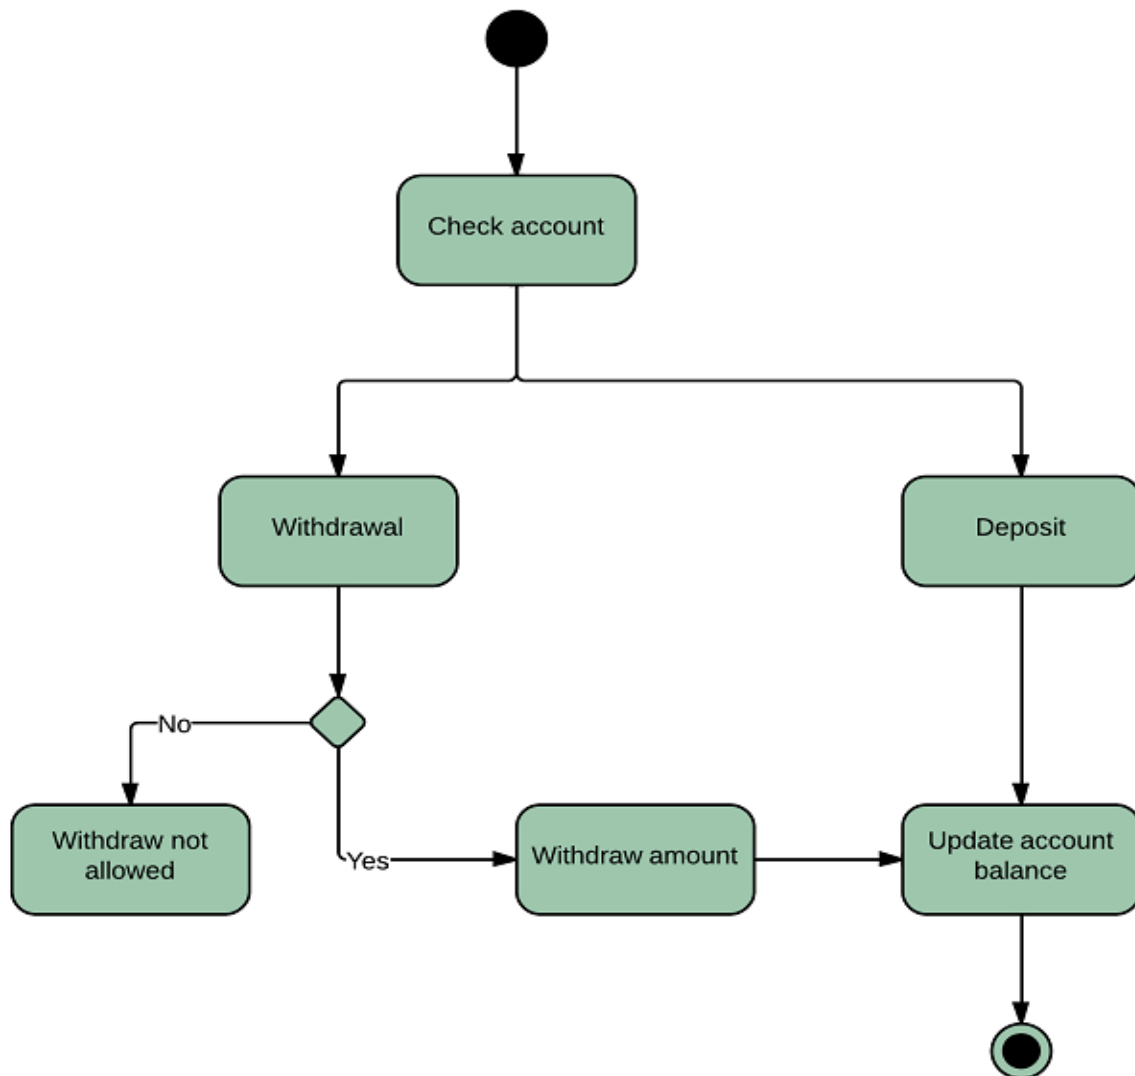 Check account
Withdrawal
Deposit
No
Withdraw not
allowed
Yes
Withdraw amount
Update account
balance